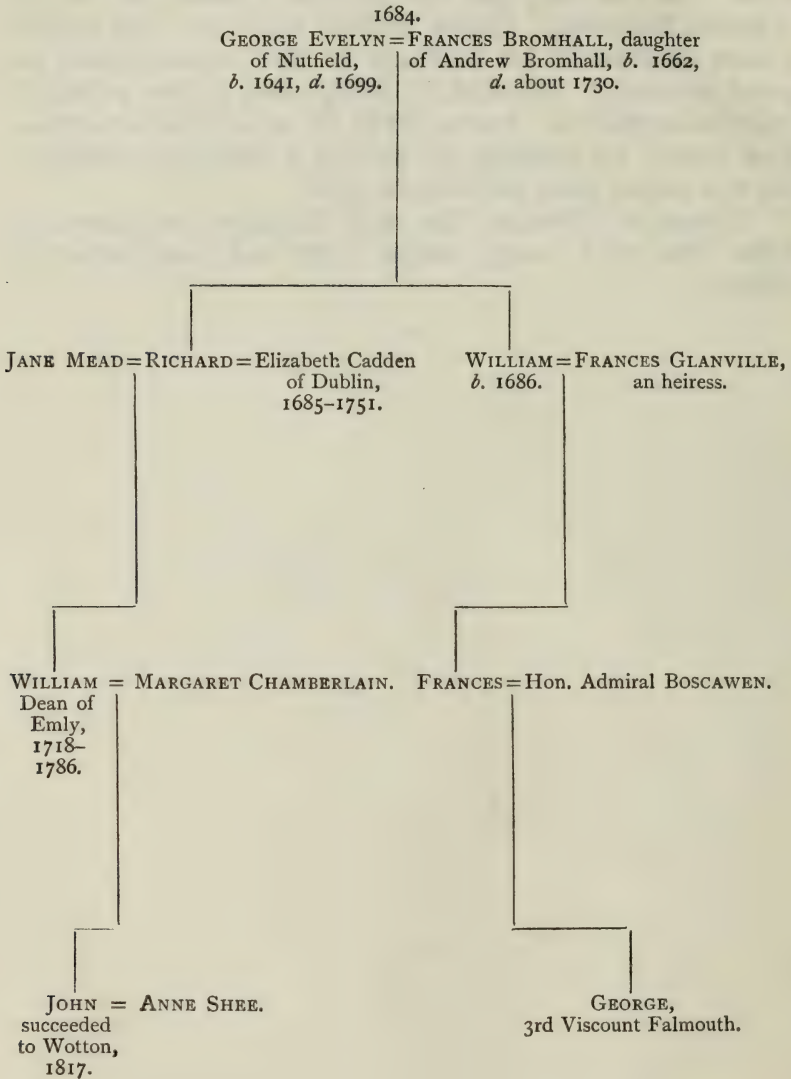 1684.
GEORGE EVELYN = FRANCES BROMHALL, daughter
of Nutfield, of Andrew Bromhall, b. 1662,
b. 1641, d. 1699. d. about 1730.
JANE MEAD = RICHARD = Elizabeth Cadden
of Dublin,
1685–1751.
WILLIAM = FRANCES GLANVILLE,
b. 1686. an heiress.
WILLIAM = MARGARET CHAMBERLAIN.
Dean of
Emly,
1718–
1786.
FRANCES = Hon. Admiral BOSCAWEN.
JOHN = ANNE SHEE.
succeeded
to Wotton,
1817.
GEORGE,
3rd Viscount Falmouth.